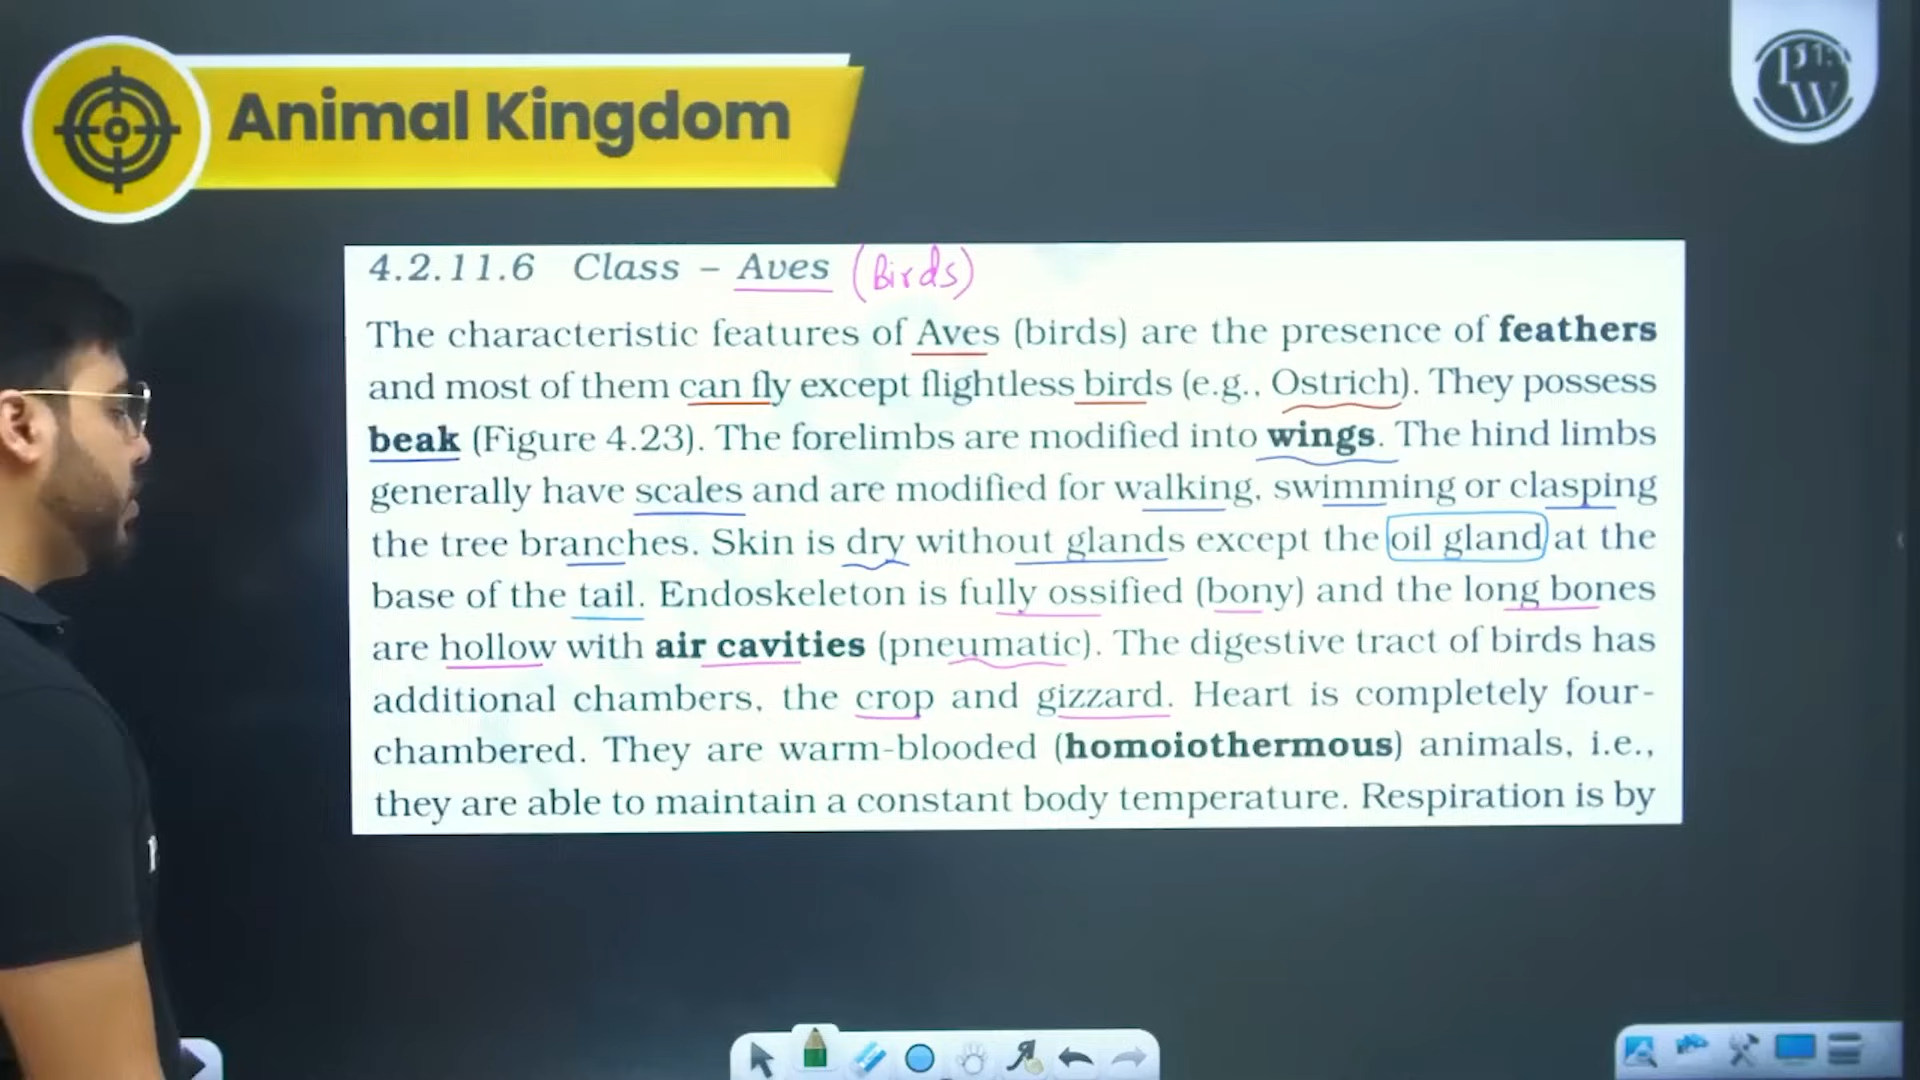 Animal Kingdom
PW
4.2.11.6 Class – Aves (Birds)
The characteristic features of Aves (birds) are the presence of feathers
and most of them can fly except flightless birds (e.g., Ostrich). They possess
beak (Figure 4.23). The forelimbs are modified into wings. The hind limbs
generally have scales and are modified for walking, swimming or clasping
the tree branches. Skin is dry without glands except the oil gland at the
base of the tail. Endoskeleton is fully ossified (bony) and the long bones
are hollow with air cavities (pneumatic). The digestive tract of birds has
additional chambers, the crop and gizzard. Heart is completely four-
chambered. They are warm-blooded (homoiothermous) animals, i.e.,
they are able to maintain a constant body temperature. Respiration is by